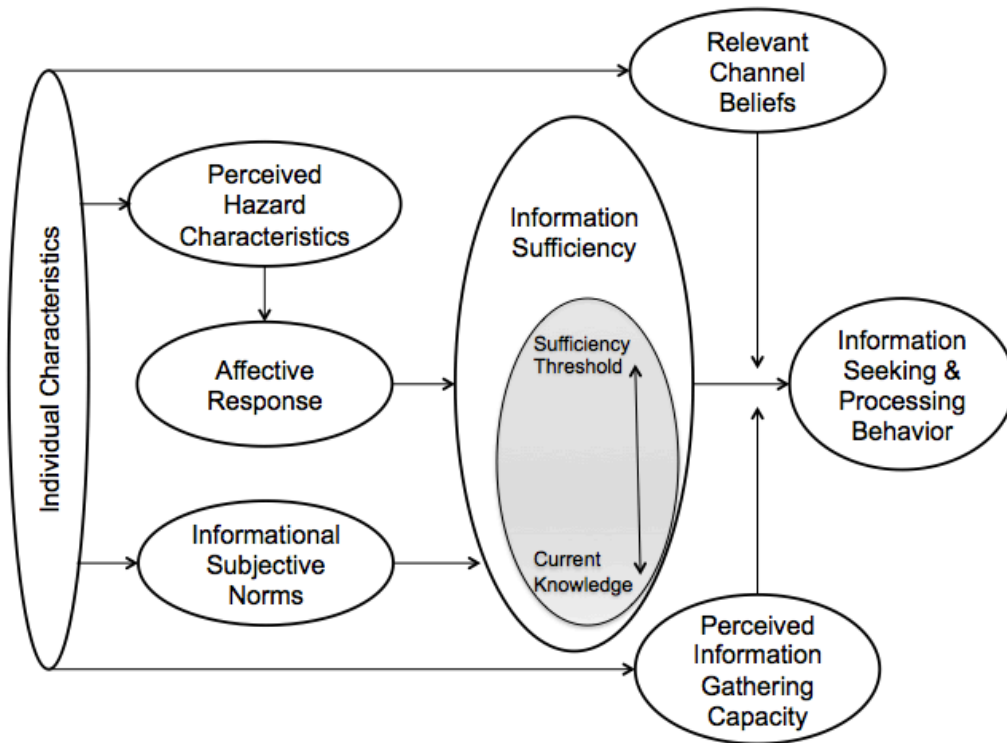 Relevant
Channel
Beliefs
Perceived
Hazard
Characteristics
Information
Sufficiency
Individual Characteristics
Affective
Response
Sufficiency
Threshold
Information
Seeking &
Processing
Behavior
Informational
Subjective
Norms
Current
Knowledge
Perceived
Information
Gathering
Capacity